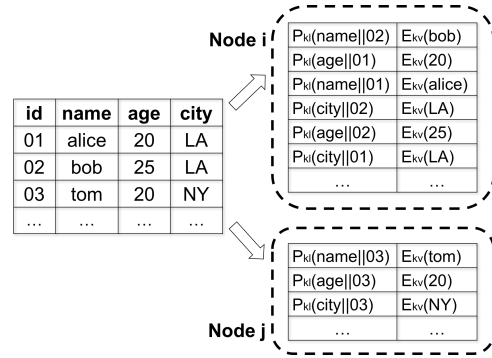 Node i
Pkl(name||02) Ekv(bob)
Pkl(age||01) Ekv(20)
Pkl(name||01) Ekv(alice)
Pkl(city||02) Ekv(LA)
Pkl(age||02) Ekv(25)
Pkl(city||01) Ekv(LA)
... ...
id name age city
01 alice 20 LA
02 bob 25 LA
03 tom 20 NY
... ... ... ...
Pkl(name||03) Ekv(tom)
Pkl(age||03) Ekv(20)
Pkl(city||03) Ekv(NY)
... ...
Node j